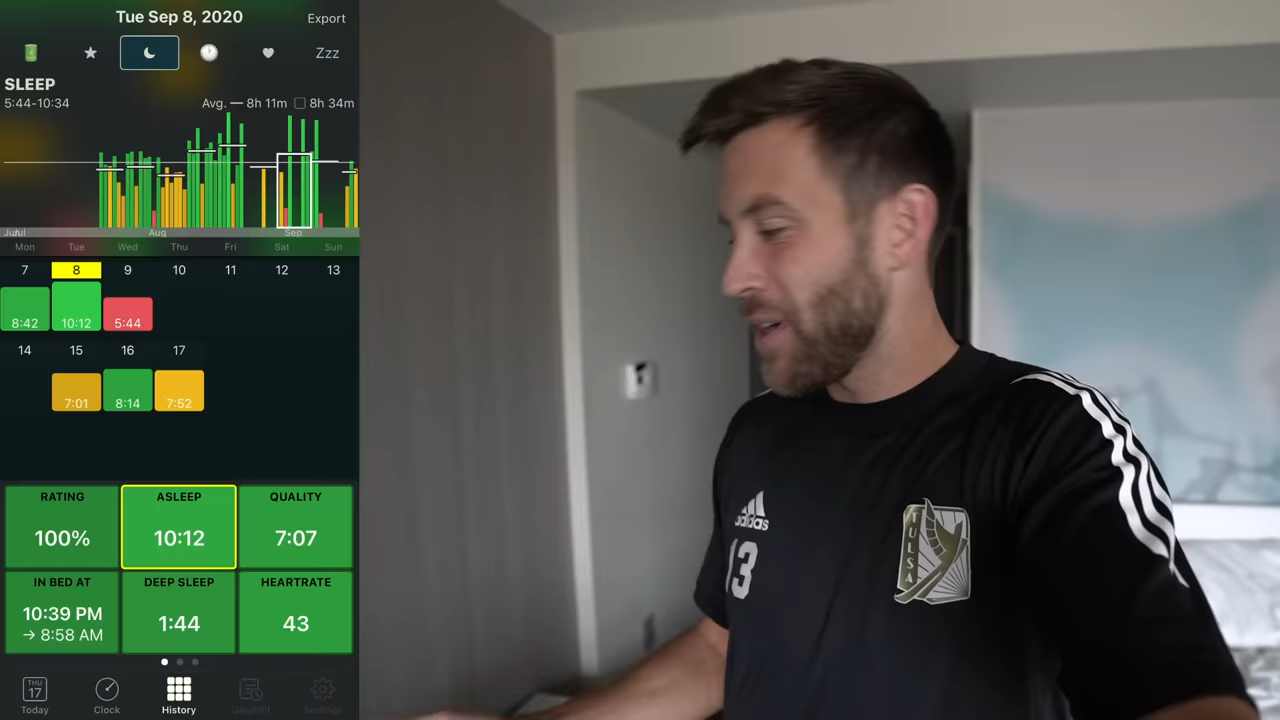 Tue Sep 8, 2020
Export
Zzz
SLEEP
5:44-10:34
Avg. — 8h 11m 8h 34m
Jul
Aug
Sep
Mon Tue Wed Thu Fri Sat Sun
7 8 9 10 11 12 13
8:42 10:12 5:44
14 15 16 17
7:01 8:14 7:52
RATING ASLEEP QUALITY
100% 10:12 7:07
IN BED AT DEEP SLEEP HEARTRATE
10:39 PM
→ 8:58 AM
1:44 43
THU
17
Today Clock History Settings
adidas
13
TULSA